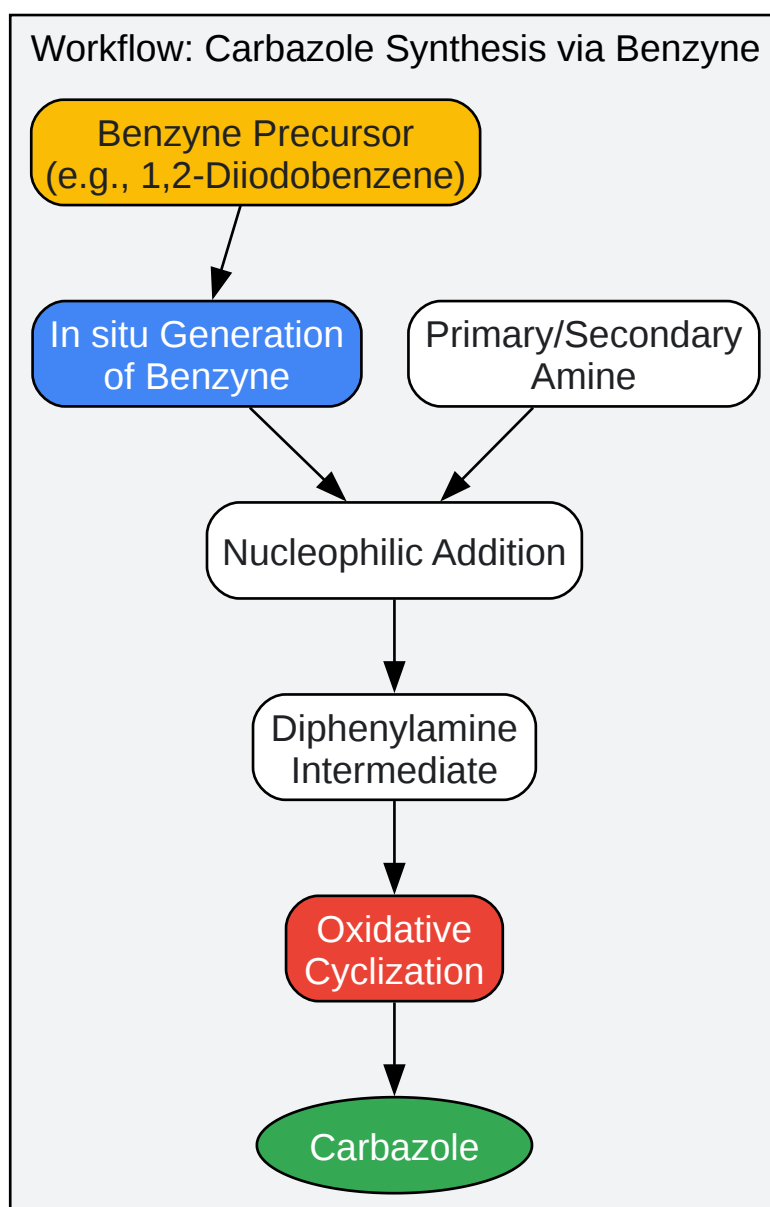 Workflow: Carbazole Synthesis via Benzyne
Benzyne Precursor
(e.g., 1,2-Diiodobenzene)
In situ Generation
of Benzyne
Primary/Secondary
Amine
Nucleophilic Addition
Diphenylamine
Intermediate
Oxidative
Cyclization
Carbazole